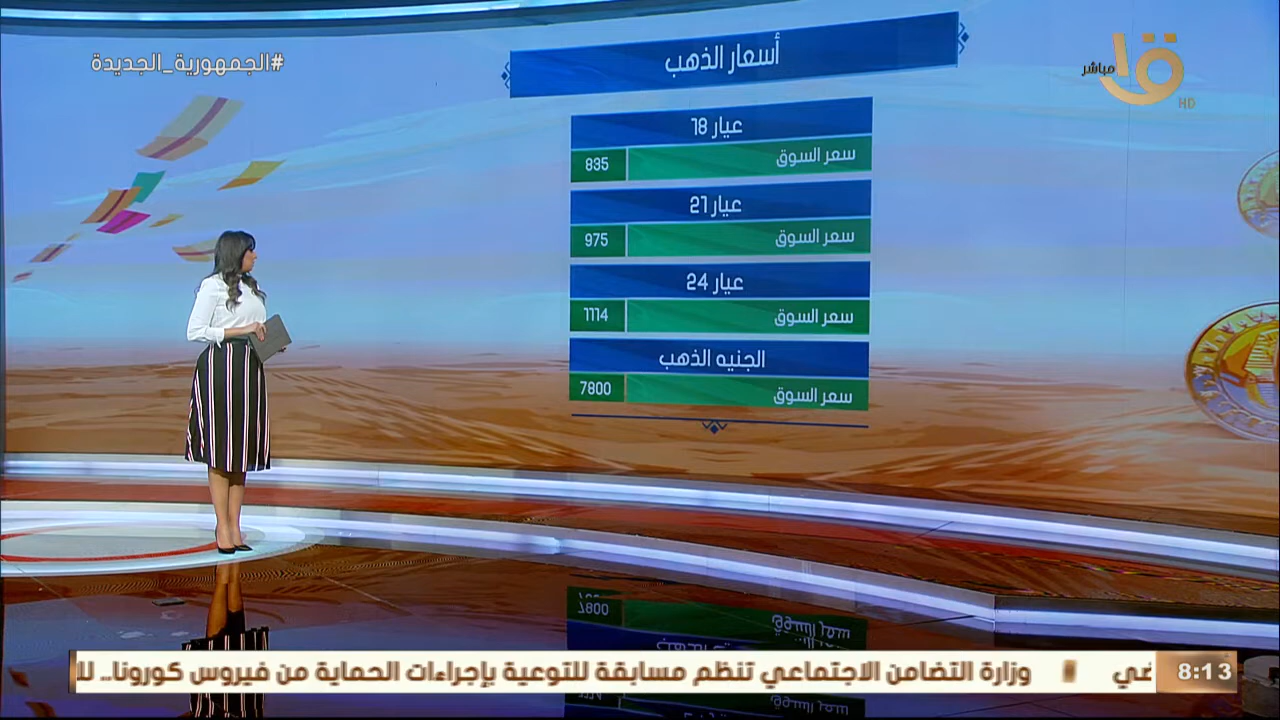 #الجمهورية_الجديدة
مباشر
HD
أسعار الذهب
عيار 18
سعر السوق 835
عيار 21
سعر السوق 975
عيار 24
سعر السوق 1114
الجنيه الذهب
سعر السوق 7800
8:13
وزارة التضامن الاجتماعي تنظم مسابقة للتوعية بإجراءات الحماية من فيروس كورونا..